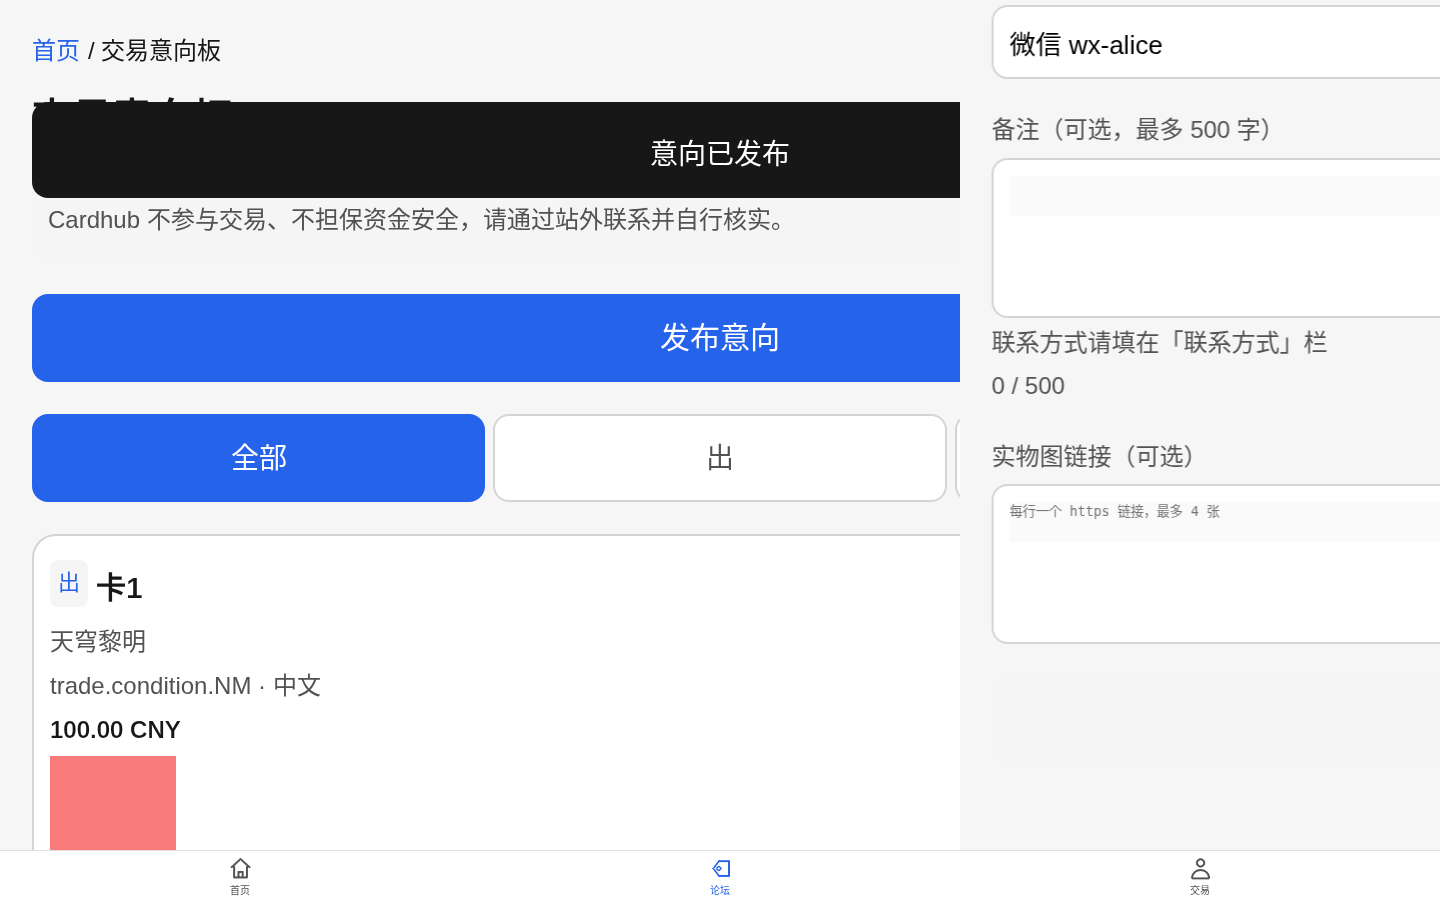 首页 / 交易意向板
意向已发布
Cardhub 不参与交易、不担保资金安全，请通过站外联系并自行核实。
发布意向
全部
出
出 卡1
天穹黎明
trade.condition.NM · 中文
100.00 CNY
微信 wx-alice
备注（可选，最多 500 字）
联系方式请填在「联系方式」栏
0 / 500
实物图链接（可选）
每行一个 https 链接，最多 4 张
首页
论坛
交易